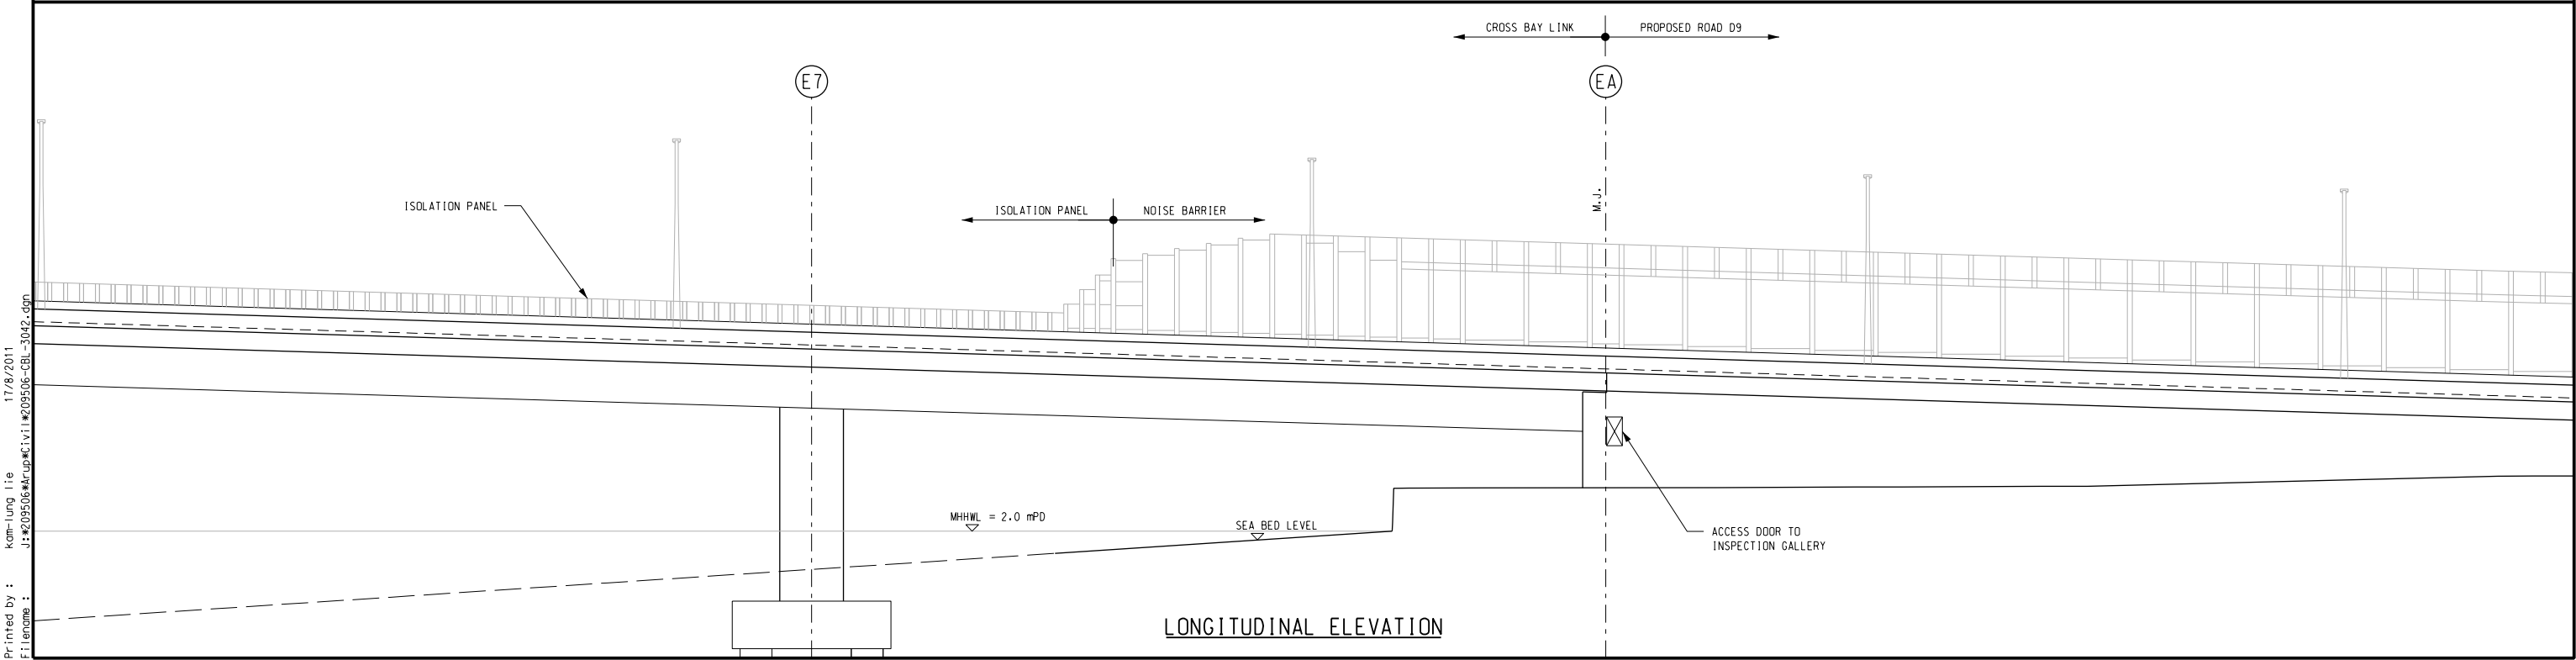 CROSS BAY LINK
PROPOSED ROAD D9
E7
EA
M.J.
ISOLATION PANEL
ISOLATION PANEL
NOISE BARRIER
MHHWL = 2.0 mPD
SEA BED LEVEL
ACCESS DOOR TO
INSPECTION GALLERY
LONGITUDINAL ELEVATION
Printed by : kam-lung lie 17/8/2011
Filename : J:*209506*Arup*Civil*209506-CBL-3042.dgn